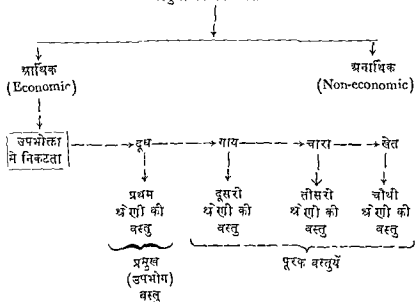 आर्थिक
(Economic)
अनार्थिक
(Non-economic)
उपभोक्ता
मे निकटता
दूध
गाय
चारा
खेत
प्रथम
श्रेणी की
वस्तु
दूसरी
श्रेणी की
वस्तु
तीसरी
श्रेणी की
वस्तु
चौथी
श्रेणी की
वस्तु
प्रमुख
(उपभोग)
वस्तु
पूरक वस्तुयें